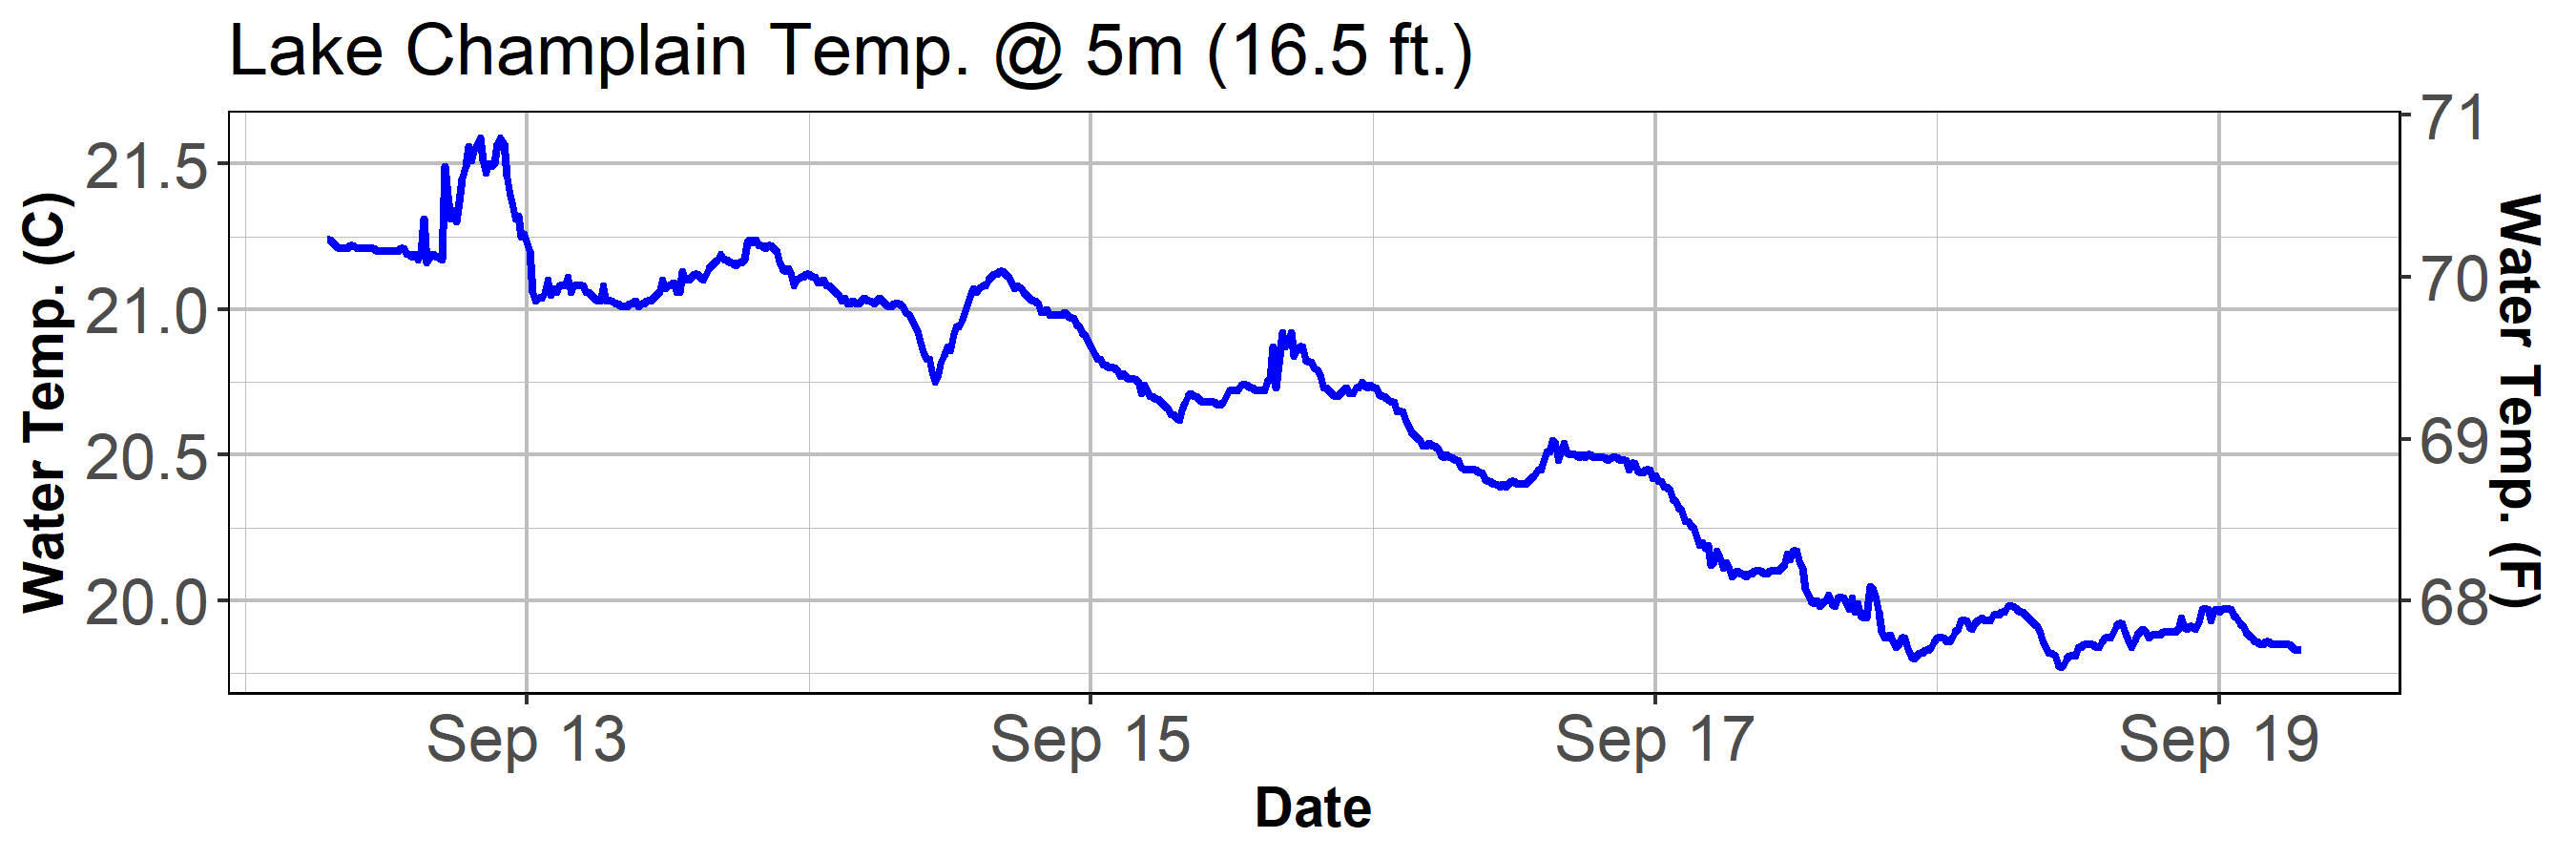 Lake Champlain Temp. @ 5m (16.5 ft.)
Water Temp. (C)
21.5
21.0
20.5
20.0
71
70
69
68
Water Temp. (F)
Sep 13 Sep 15 Sep 17 Sep 19
Date